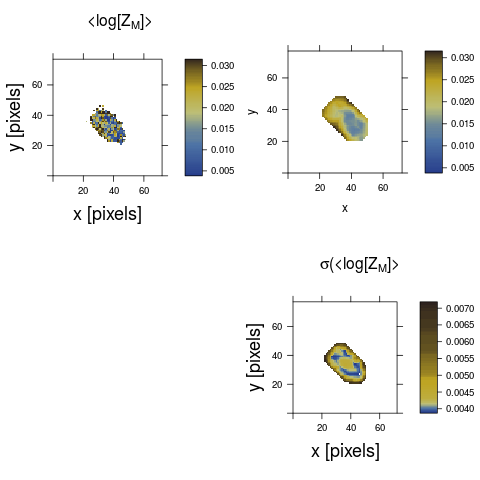 <log[Z_M]>
60
40
20
20 40 60
y [pixels]
x [pixels]
0.030
0.025
0.020
0.015
0.010
0.005
60
40
20
20 40 60
y
x
0.030
0.025
0.020
0.015
0.010
0.005
σ(<log[Z_M]>
60
40
20
20 40 60
y [pixels]
x [pixels]
0.0070
0.0065
0.0060
0.0055
0.0050
0.0045
0.0040